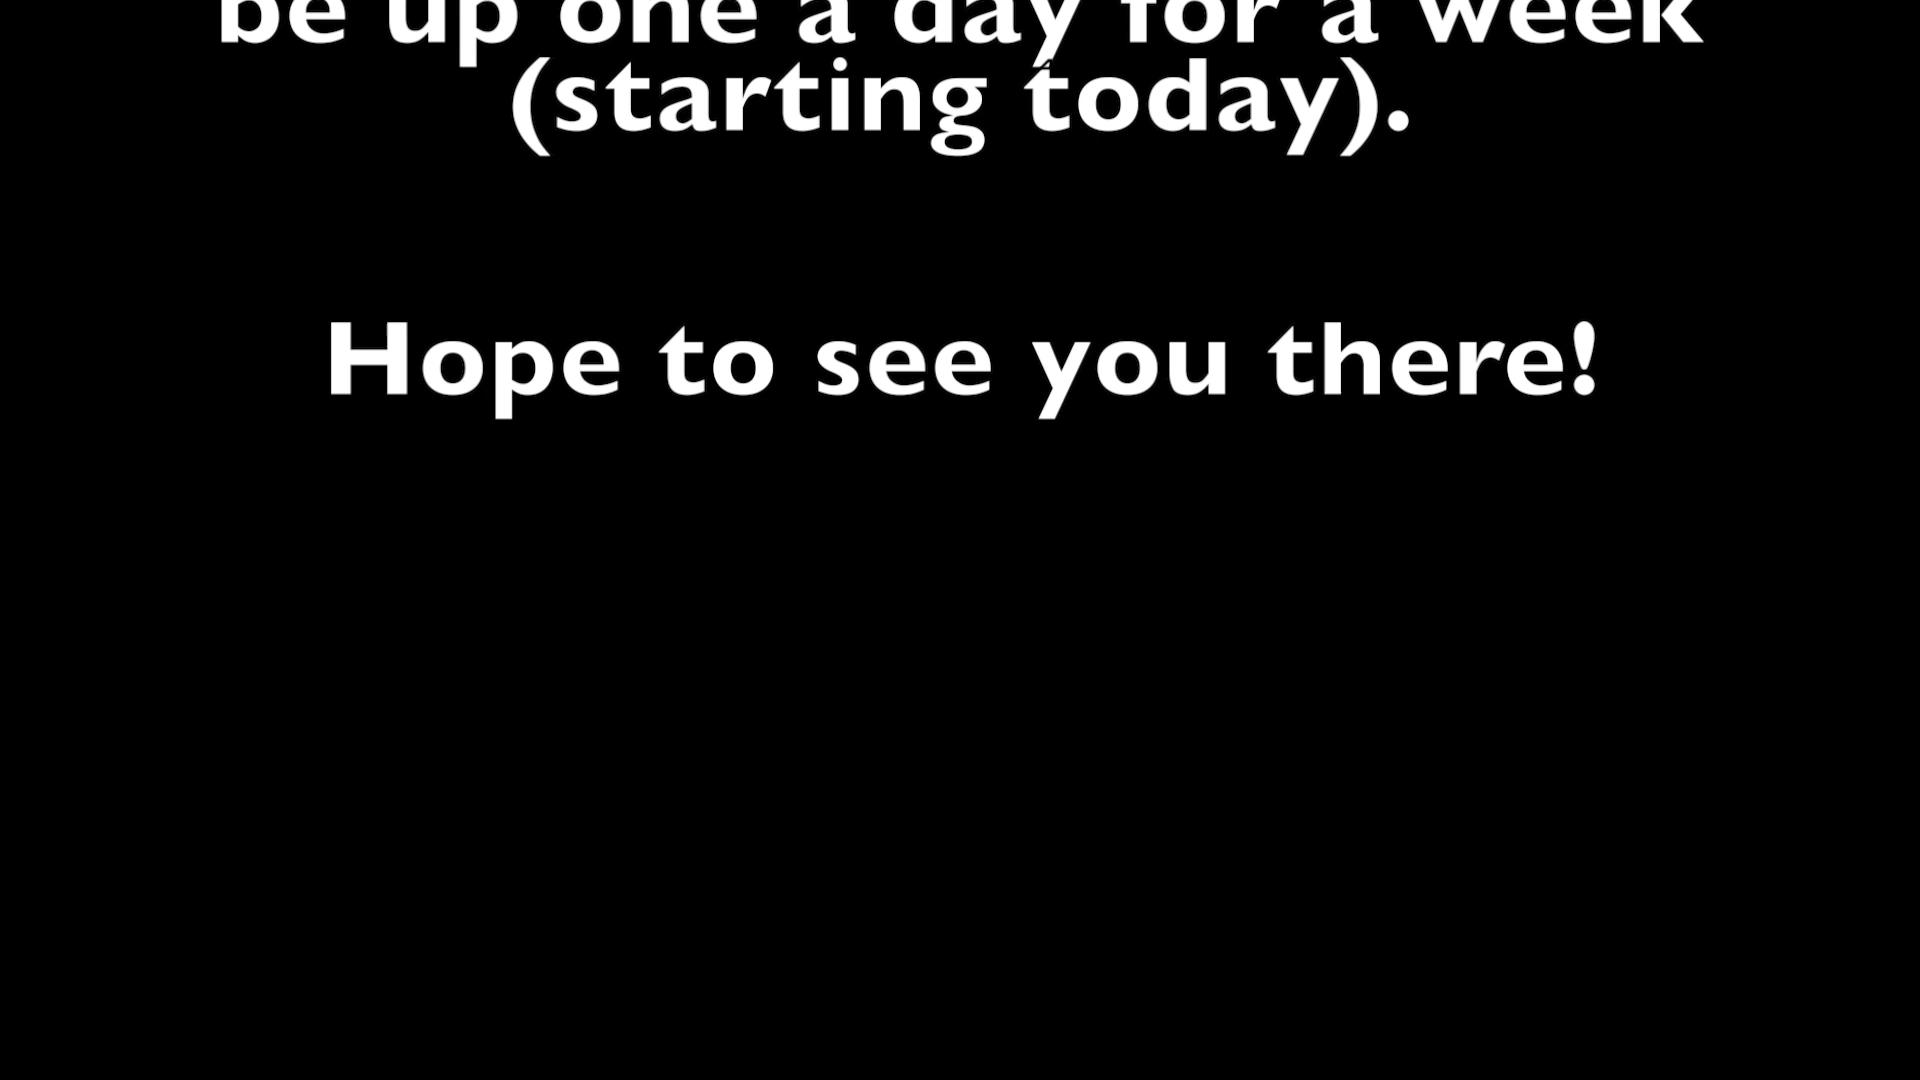 be up one a day for a week
(starting today).
Hope to see you there!